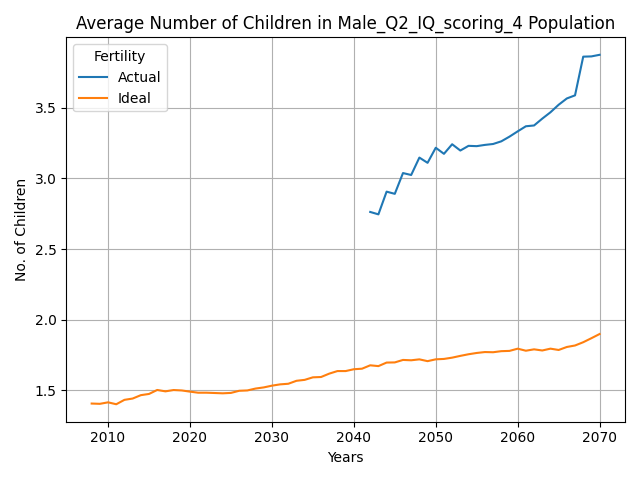 Average Number of Children in Male_Q2_IQ_scoring_4 Population
Fertility
Actual
Ideal
No. of Children
3.5
3.0
2.5
2.0
1.5
2010 2020 2030 2040 2050 2060 2070
Years